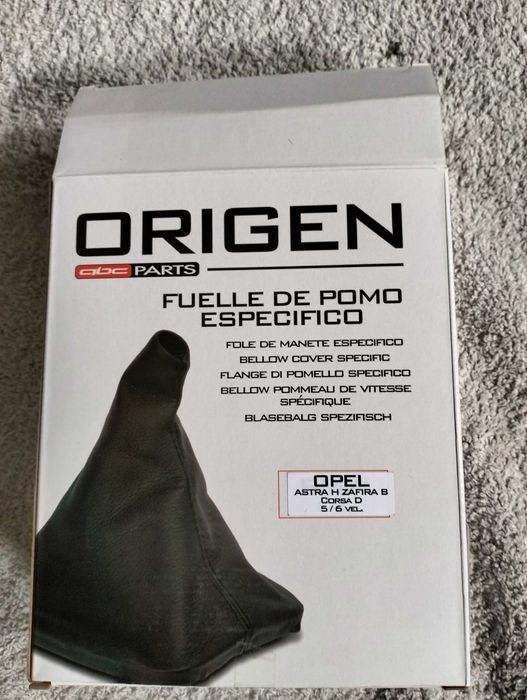 ORIGEN
abc PARTS
FUELLE DE POMO
ESPECIFICO
FOLE DE MANETE ESPECIFICO
BELLOW COVER SPECIFIC
FLANGE DI POMELLO SPECIFICO
BELLOW POMMEAU DE VITESSE
SPÉCIFIQUE
BLASEBALG SPEZIFISCH
OPEL
ASTRA H ZAFIRA B
CORSA D
5 / 6 VEL.